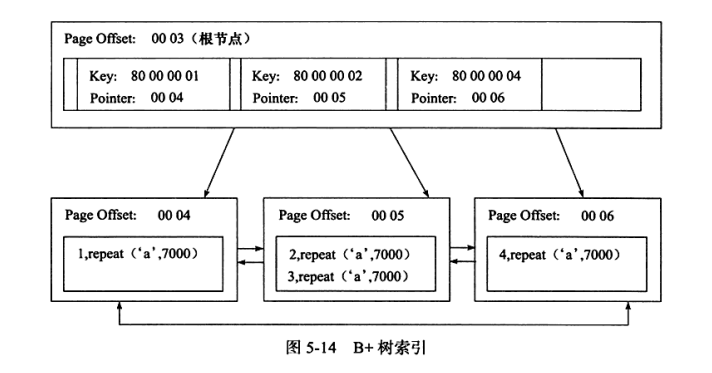 Page Offset: 00 03（根节点）
Key: 80 00 00 01
Pointer: 00 04
Key: 80 00 00 02
Pointer: 00 05
Key: 80 00 00 04
Pointer: 00 06
Page Offset: 00 04
1,repeat（‘a’,7000）
Page Offset: 00 05
2,repeat（‘a’,7000）
3,repeat（‘a’,7000）
Page Offset: 00 06
4,repeat（‘a’,7000）
图 5-14 B+ 树索引